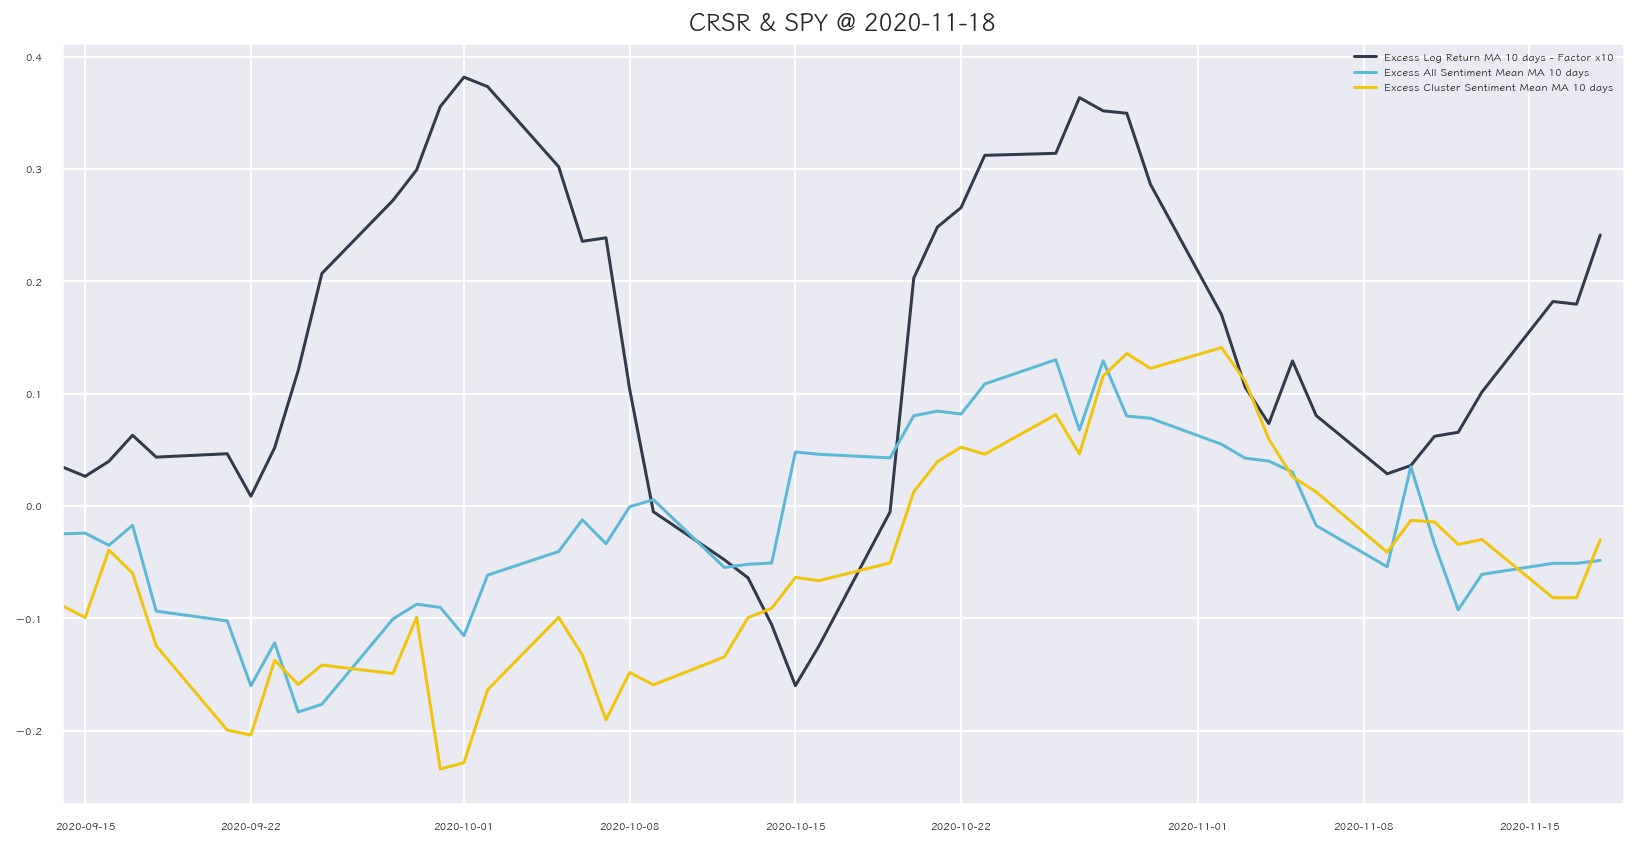 CRSR & SPY @ 2020-11-18
Excess Log Return MA 10 days - Factor x10
Excess All Sentiment Mean MA 10 days
Excess Cluster Sentiment Mean MA 10 days
0.4
0.3
0.2
0.1
0.0
−0.1
−0.2
2020-09-15 2020-09-22 2020-10-01 2020-10-08 2020-10-15 2020-10-22 2020-11-01 2020-11-08 2020-11-15